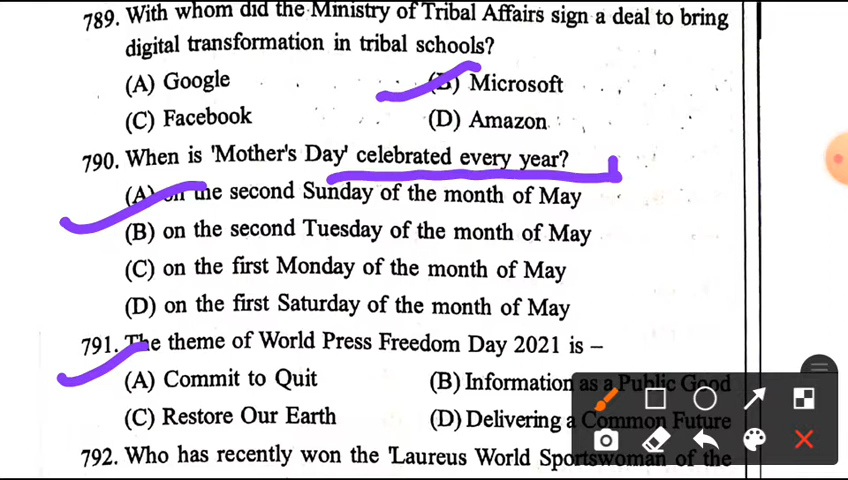 789. With whom did the Ministry of Tribal Affairs sign a deal to bring
digital transformation in tribal schools?
(A) Google (B) Microsoft
(C) Facebook (D) Amazon
790. When is 'Mother's Day' celebrated every year?
(A) on the second Sunday of the month of May
(B) on the second Tuesday of the month of May
(C) on the first Monday of the month of May
(D) on the first Saturday of the month of May
791. The theme of World Press Freedom Day 2021 is –
(A) Commit to Quit (B) Information as a Public Good
(C) Restore Our Earth (D) Delivering a Common Future
792. Who has recently won the 'Laureus World Sportswoman of the